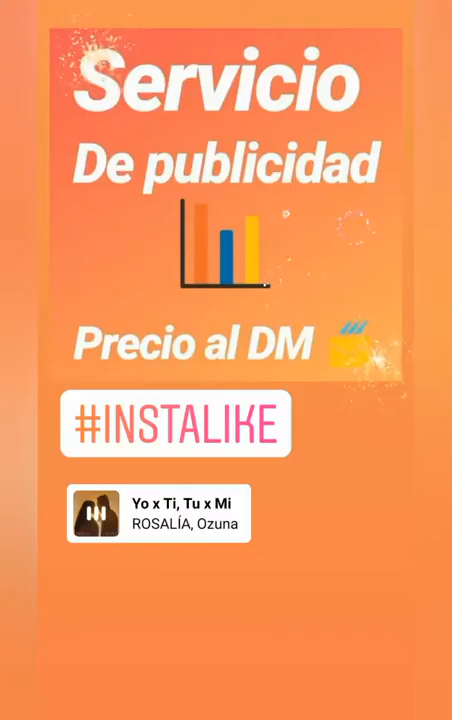 Servicio
De publicidad
Precio al DM
#INSTALIKE
Yo x Ti, Tu x Mi
ROSALÍA, Ozuna